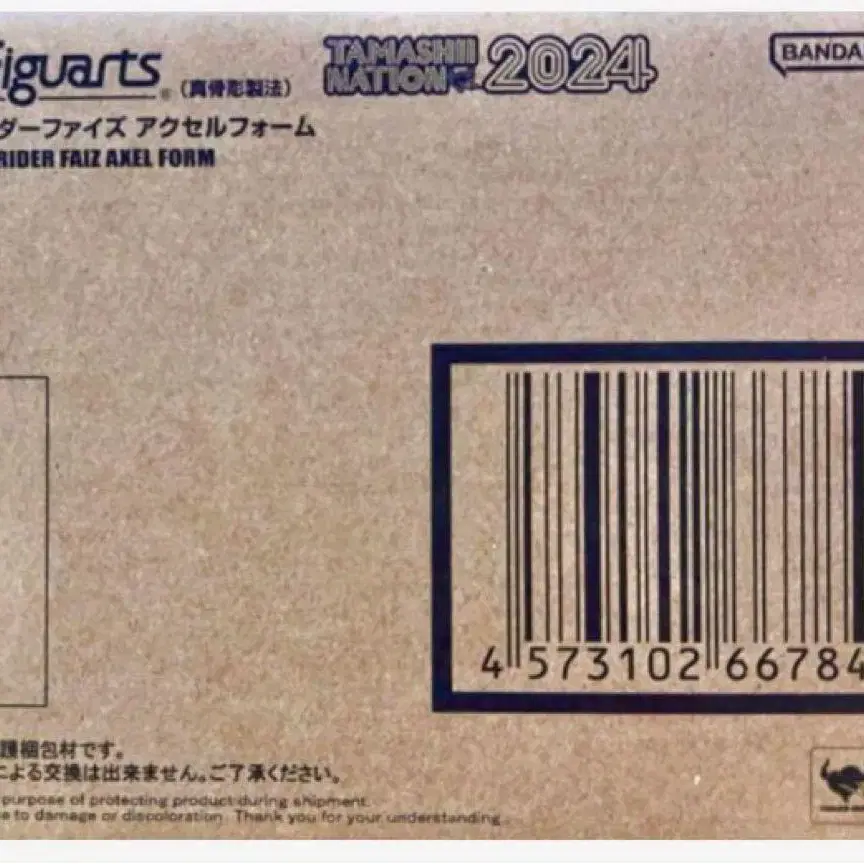 Figuarts® （真骨彫製法）
TAMASHII NATION 2024
BANDA
ダーファイズ アクセルフォーム
RIDER FAIZ AXEL FORM
4 573102 66784
護梱包材です。
による交換は出来ません。ご了承ください。
purpose of protecting product during shipment.
e to damage or discoloration. Thank you for your understanding.